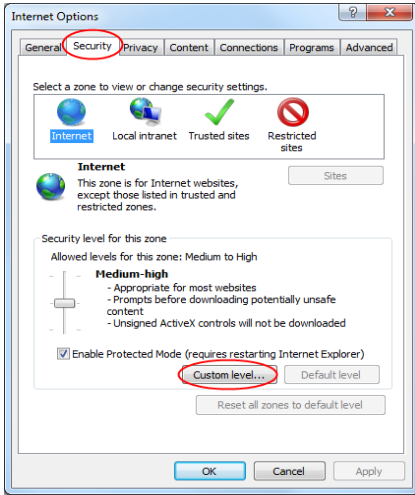 Internet Options
General Security Privacy Content Connections Programs Advanced
Select a zone to view or change security settings.
Internet Local intranet Trusted sites Restricted
sites
Internet
This zone is for Internet websites,
except those listed in trusted and
restricted zones.
Sites
Security level for this zone
Allowed levels for this zone: Medium to High
Medium-high
- Appropriate for most websites
- Prompts before downloading potentially unsafe
content
- Unsigned ActiveX controls will not be downloaded
Enable Protected Mode (requires restarting Internet Explorer)
Custom level... Default level
Reset all zones to default level
OK Cancel Apply